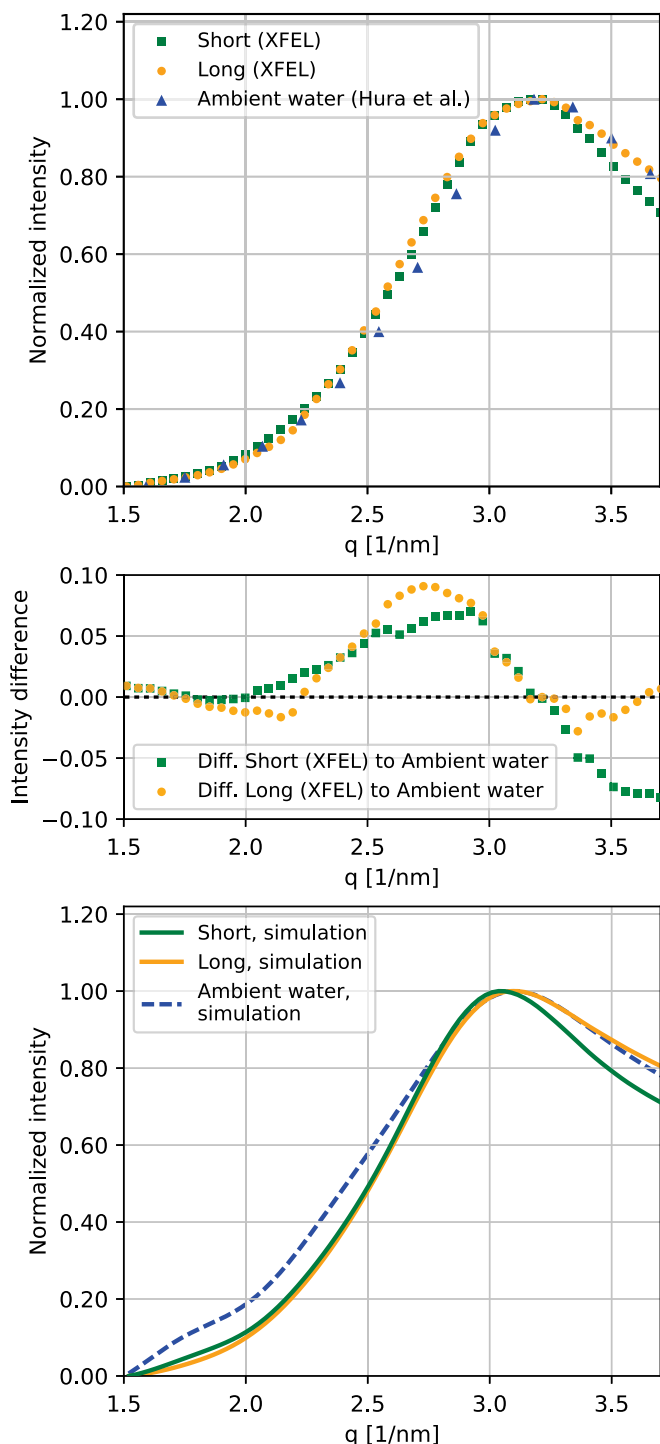 1.20
Short (XFEL)
Long (XFEL)
Ambient water (Hura et al.)
1.00
0.80
0.60
0.40
0.20
0.00
Normalized intensity
1.5 2.0 2.5 3.0 3.5
q [1/nm]
0.10
0.05
0.00
−0.05
−0.10
Intensity difference
Diff. Short (XFEL) to Ambient water
Diff. Long (XFEL) to Ambient water
1.5 2.0 2.5 3.0 3.5
q [1/nm]
1.20
Short, simulation
Long, simulation
Ambient water,
simulation
1.00
0.80
0.60
0.40
0.20
0.00
Normalized intensity
1.5 2.0 2.5 3.0 3.5
q [1/nm]